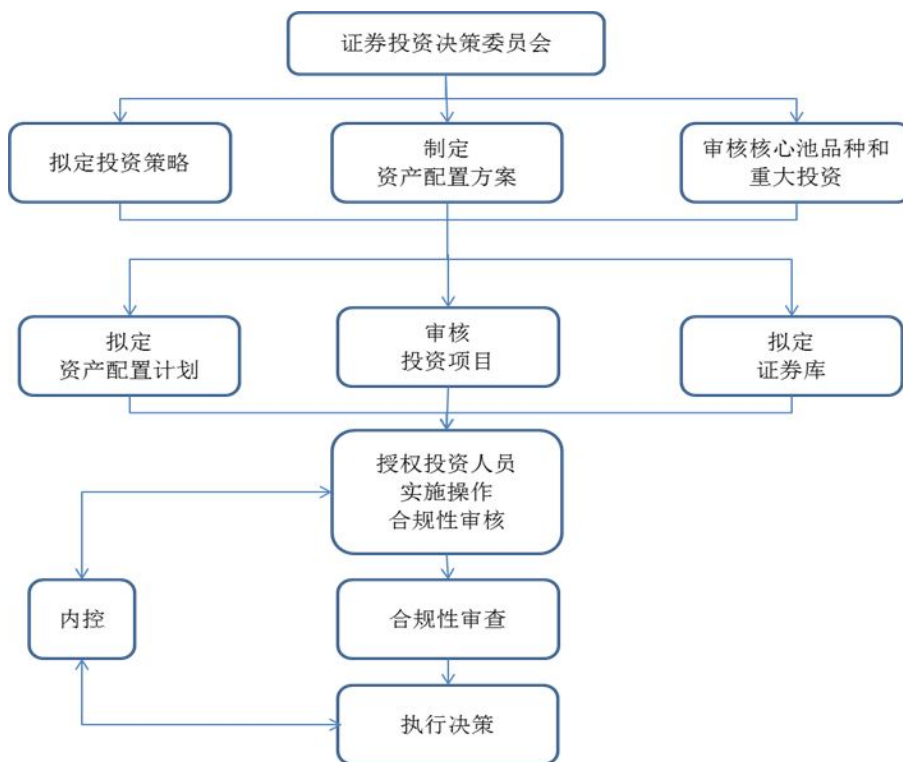 证券投资决策委员会
拟定投资策略
制定
资产配置方案
审核核心池品种和
重大投资
拟定
资产配置计划
审核
投资项目
拟定
证券库
授权投资人员
实施操作
合规性审核
内控
合规性审查
执行决策